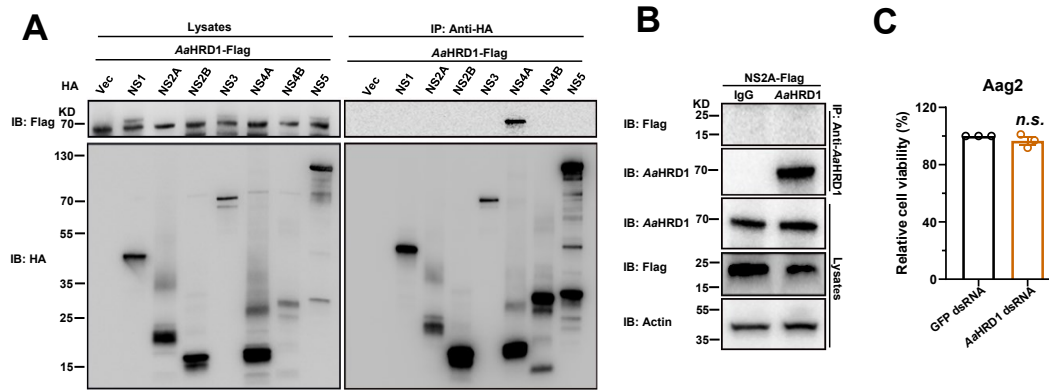 A
Lysates
IP: Anti-HA
AaHRD1-Flag
AaHRD1-Flag
HA
Vec
NS1
NS2A
NS2B
NS3
NS4A
NS4B
NS5
Vec
NS1
NS2A
NS2B
NS3
NS4A
NS4B
NS5
KD
IB: Flag
70
130
70
55
35
25
15
IB: HA
B
NS2A-Flag
IgG
AaHRD1
KD
IB: Flag
25
15
IB: AaHRD1
70
IB: AaHRD1
70
IB: Flag
25
15
IB: Actin
55
35
IP: Anti-AaHRD1
Lysates
C
Aag2
Relative cell viability (%)
120
80
40
0
n.s.
GFP dsRNA
AaHRD1 dsRNA